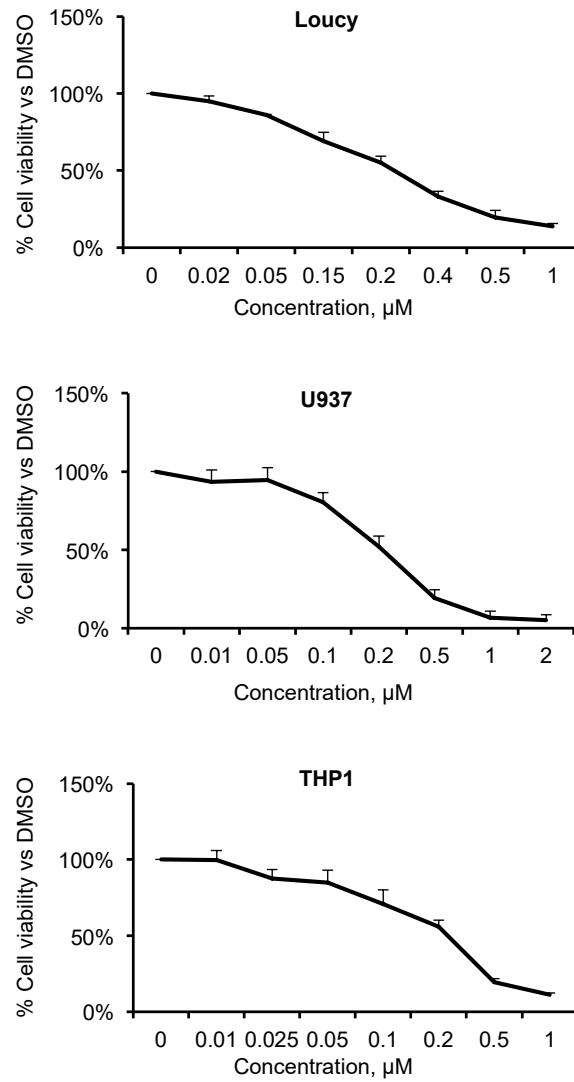 Loucy
% Cell viability vs DMSO
150%
100%
50%
0%
0 0.02 0.05 0.15 0.2 0.4 0.5 1
Concentration, µM
U937
% Cell viability vs DMSO
150%
100%
50%
0%
0 0.01 0.05 0.1 0.2 0.5 1 2
Concentration, µM
THP1
% Cell viability vs DMSO
150%
100%
50%
0%
0 0.01 0.025 0.05 0.1 0.2 0.5 1
Concentration, µM